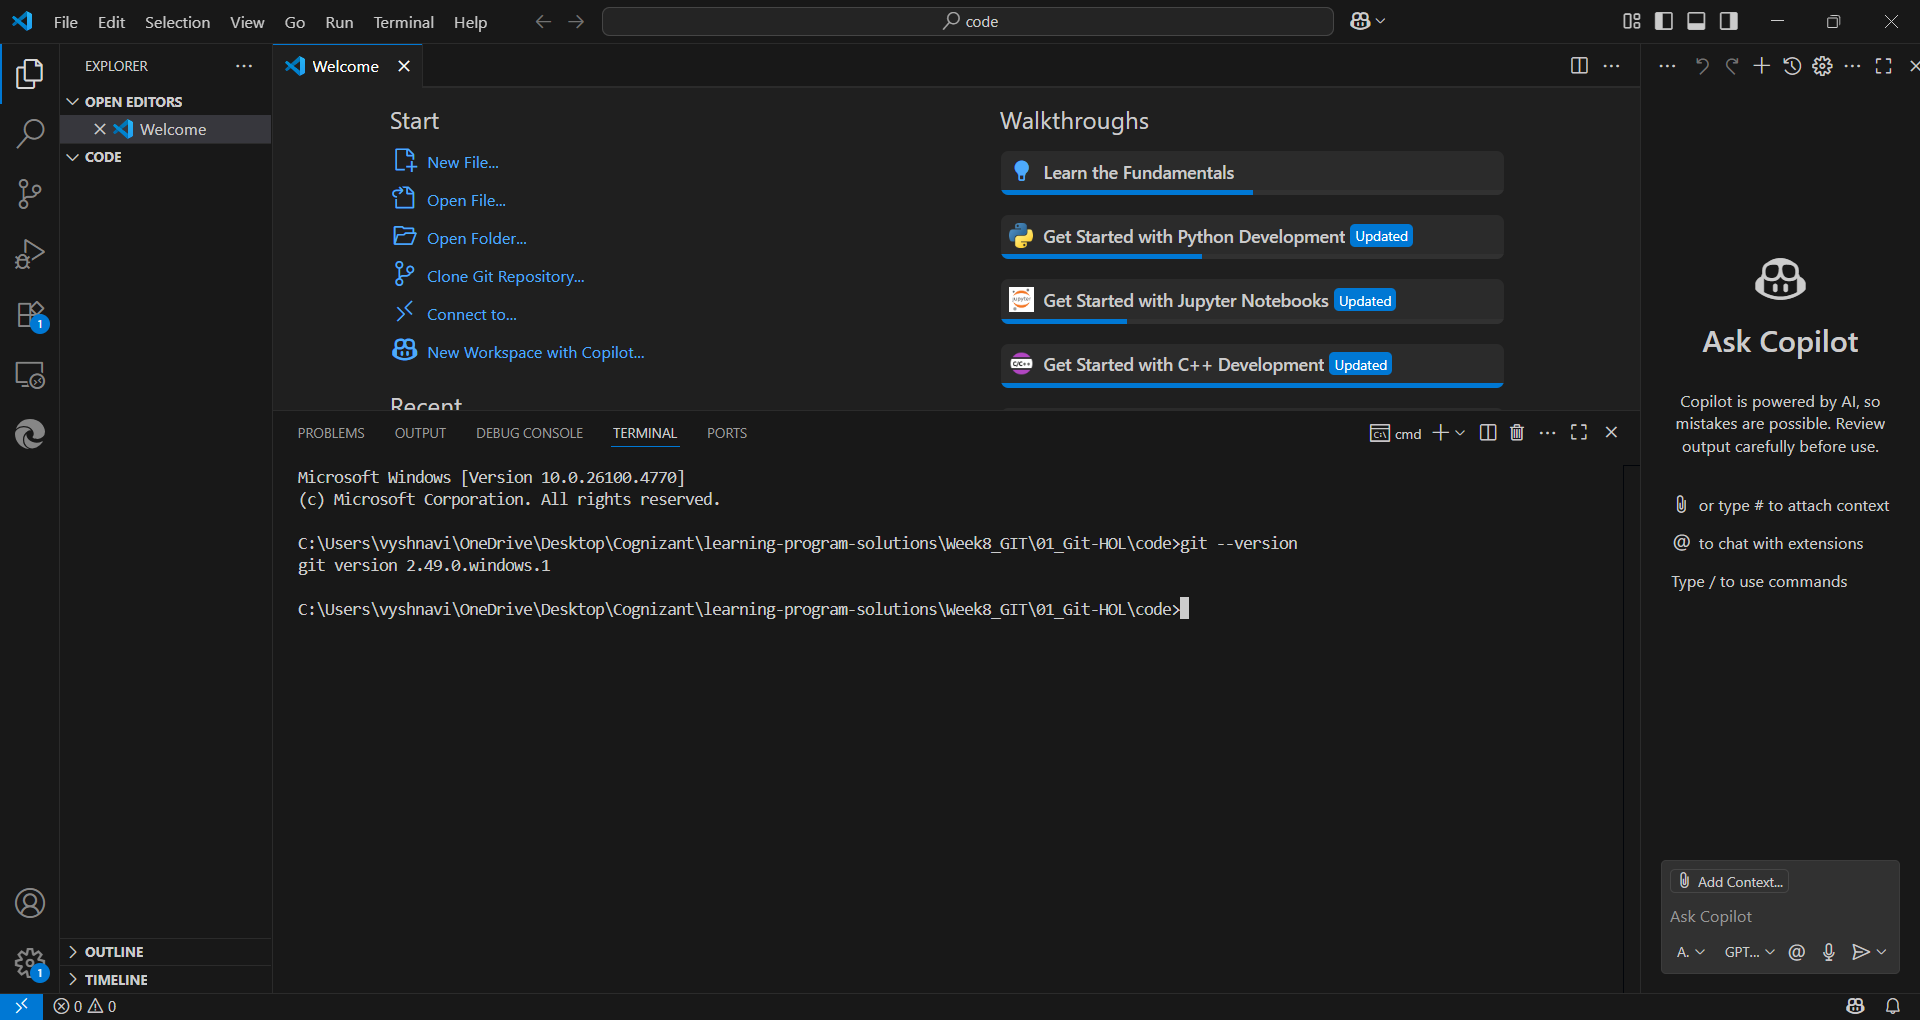 File Edit Selection View Go Run Terminal Help
code
EXPLORER
OPEN EDITORS
Welcome
CODE
OUTLINE
TIMELINE
1
1
0 0
Welcome
Start
New File...
Open File...
Open Folder...
Clone Git Repository...
Connect to...
New Workspace with Copilot...
Recent
Walkthroughs
Learn the Fundamentals
Get Started with Python Development Updated
Get Started with Jupyter Notebooks Updated
Get Started with C++ Development Updated
PROBLEMS OUTPUT DEBUG CONSOLE TERMINAL PORTS
cmd
Microsoft Windows [Version 10.0.26100.4770]
(c) Microsoft Corporation. All rights reserved.
C:\Users\vyshnavi\OneDrive\Desktop\Cognizant\learning-program-solutions\Week8_GIT\01_Git-HOL\code>git --version
git version 2.49.0.windows.1
C:\Users\vyshnavi\OneDrive\Desktop\Cognizant\learning-program-solutions\Week8_GIT\01_Git-HOL\code>
Ask Copilot
Copilot is powered by AI, so
mistakes are possible. Review
output carefully before use.
or type # to attach context
@ to chat with extensions
Type / to use commands
Add Context...
Ask Copilot
A. GPT... @